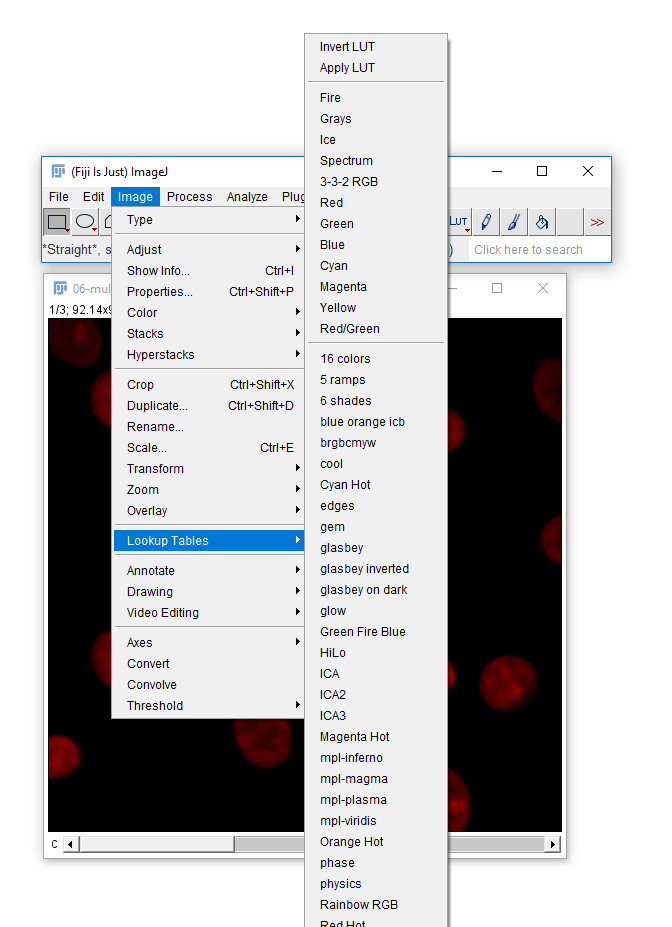 (Fiji Is Just) ImageJ
File Edit Image Process Analyze Plug
LUT >>
*Straight*, s ) Click here to search
06-mul
1/3; 92.14x9
Type
Adjust
Show Info... Ctrl+I
Properties... Ctrl+Shift+P
Color
Stacks
Hyperstacks
Crop Ctrl+Shift+X
Duplicate... Ctrl+Shift+D
Rename...
Scale... Ctrl+E
Transform
Zoom
Overlay
Lookup Tables
Annotate
Drawing
Video Editing
Axes
Convert
Convolve
Threshold
C
Invert LUT
Apply LUT
Fire
Grays
Ice
Spectrum
3-3-2 RGB
Red
Green
Blue
Cyan
Magenta
Yellow
Red/Green
16 colors
5 ramps
6 shades
blue orange icb
brgbcmyw
cool
Cyan Hot
edges
gem
glasbey
glasbey inverted
glasbey on dark
glow
Green Fire Blue
HiLo
ICA
ICA2
ICA3
Magenta Hot
mpl-inferno
mpl-magma
mpl-plasma
mpl-viridis
Orange Hot
phase
physics
Rainbow RGB
Red Hot